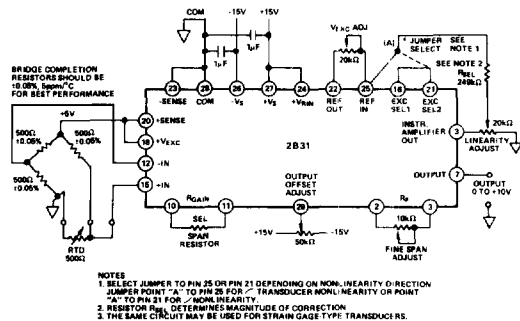 COM
-15V
+15V
1μF
1μF
VEXC ADJ
20kΩ
(A)
* JUMPER SEE
SELECT NOTE 1
SEE NOTE 2
RSEL
249kΩ
BRIDGE COMPLETION
RESISTORS SHOULD BE
±0.05%, 5ppm/°C
FOR BEST PERFORMANCE
23
-SENSE
COM
26
-VS
27
+VS
24
+VRIN
22
REF
OUT
25
REF
IN
16
EXC
SEL1
21
EXC
SEL2
+5V
20
+SENSE
18
+VEXC
12
-IN
15
+IN
500Ω
±0.05%
500Ω
±0.05%
500Ω
±0.05%
RTD
500Ω
2B31
INSTR.
AMPLIFIER
OUT
3
20kΩ
LINEARITY
ADJUST
OUTPUT
7
OUTPUT
0 TO +10V
RGAIN
10
11
SEL
SPAN
RESISTOR
OUTPUT
OFFSET
ADJUST
29
+15V
-15V
50kΩ
2
3
10kΩ
FINE SPAN
ADJUST
NOTES
1. SELECT JUMPER TO PIN 25 OR PIN 21 DEPENDING ON NONLINEARITY DIRECTION
JUMPER POINT "A" TO PIN 25 FOR TRANSDUCER NONLINEARITY OR POINT
"A" TO PIN 21 FOR NONLINEARITY.
2. RESISTOR RSEL DETERMINES MAGNITUDE OF CORRECTION
3. THE SAME CIRCUIT MAY BE USED FOR STRAIN GAGE-TYPE TRANSDUCERS.